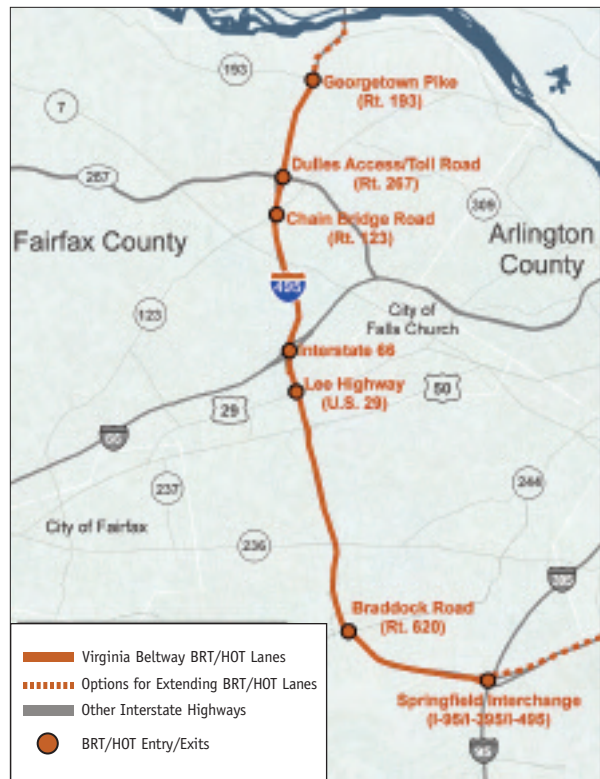 193
Georgetown Pike
(Rt. 193)
7
Dulles Access/Toll Road
(Rt. 267)
267
309
Chain Bridge Road
(Rt. 123)
Fairfax County
Arlington
County
495
123
City of
Falls Church
Interstate 66
Lee Highway
(U.S. 29)
50
29
66
237
244
City of Fairfax
236
395
Braddock Road
(Rt. 620)
Springfield Interchange
(I-95/I-395/I-495)
95
Virginia Beltway BRT/HOT Lanes
Options for Extending BRT/HOT Lanes
Other Interstate Highways
BRT/HOT Entry/Exits